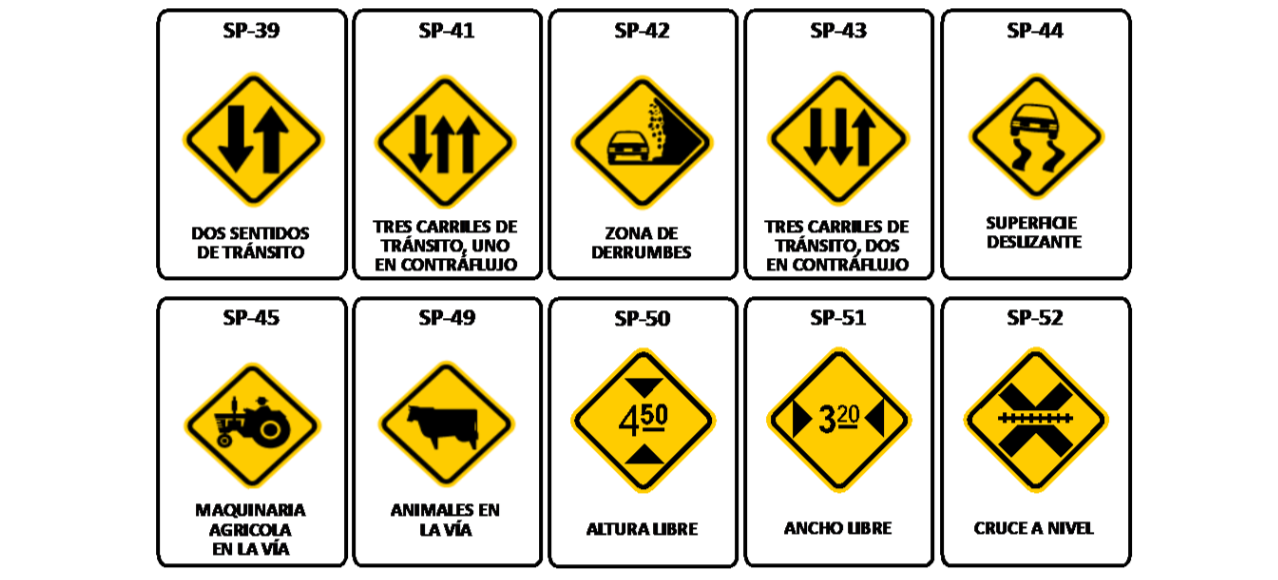 SP-39
SP-41
SP-42
SP-43
SP-44
DOS SENTIDOS
DE TRÁNSITO
TRES CARRILES DE
TRÁNSITO, UNO
EN CONTRÁFLUJO
ZONA DE
DERRUMBES
TRES CARRILES DE
TRÁNSITO, DOS
EN CONTRÁFLUJO
SUPERFICIE
DESLIZANTE
SP-45
SP-49
SP-50
SP-51
SP-52
450
320
MAQUINARIA
AGRICOLA
EN LA VÍA
ANIMALES EN
LA VÍA
ALTURA LIBRE
ANCHO LIBRE
CRUCE A NIVEL